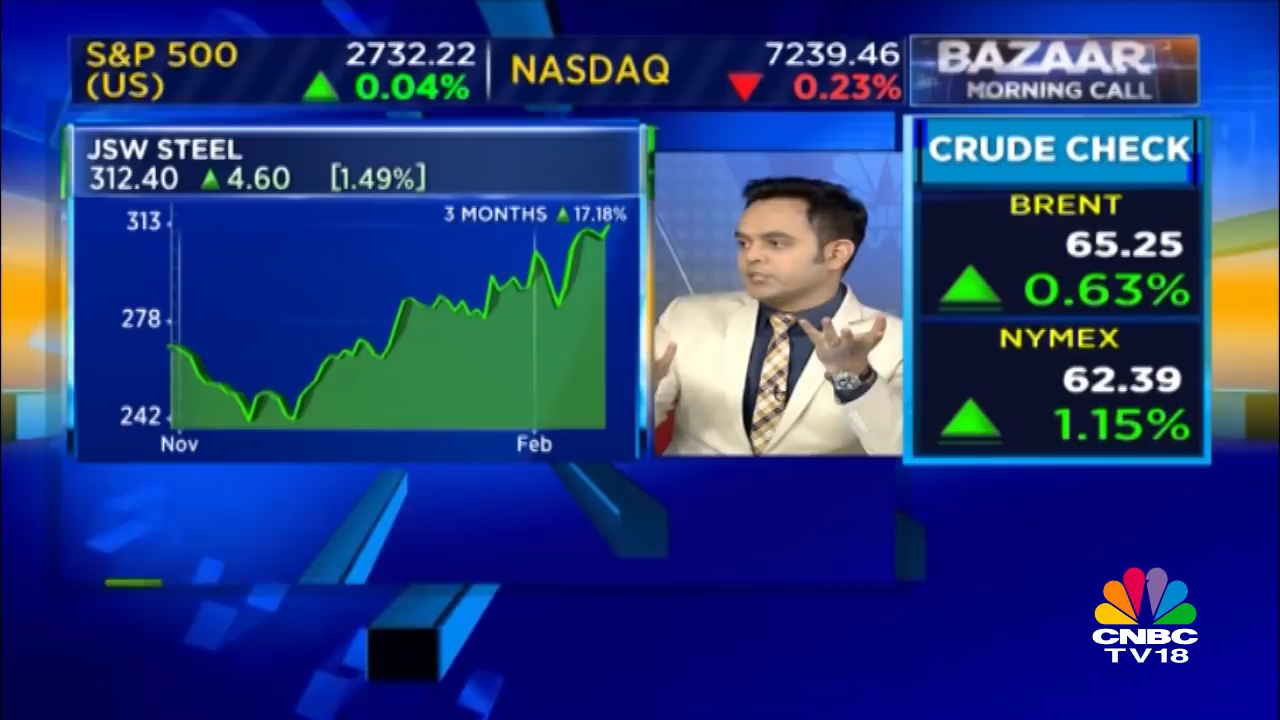 S&P 500
(US)
2732.22
▲ 0.04%
NASDAQ
7239.46
▼ 0.23%
BAZAAR
MORNING CALL
JSW STEEL
312.40 ▲ 4.60 [1.49%]
3 MONTHS ▲ 17.18%
313
278
242
Nov
Feb
CRUDE CHECK
BRENT
65.25
▲ 0.63%
NYMEX
62.39
▲ 1.15%
CNBC
TV18